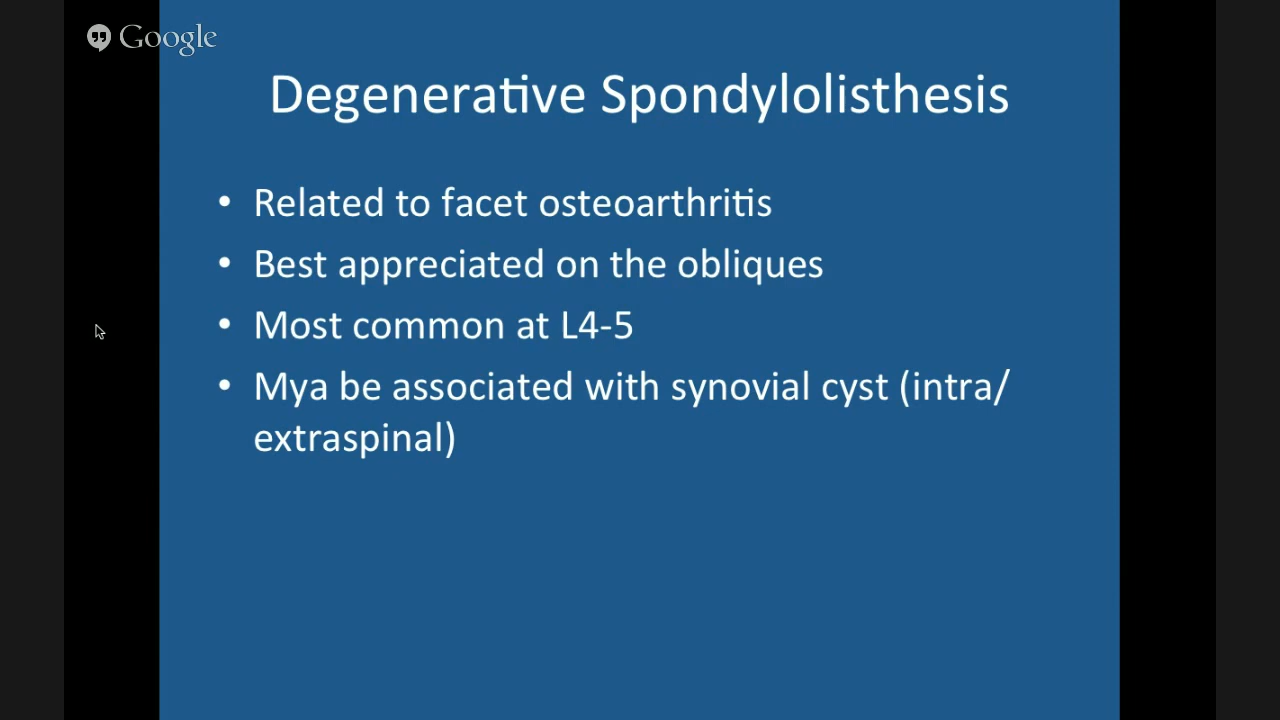 Google
Degenerative Spondylolisthesis
• Related to facet osteoarthritis
• Best appreciated on the obliques
• Most common at L4-5
• Mya be associated with synovial cyst (intra/
extraspinal)